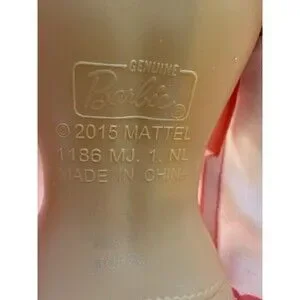 GENUINE
Barbie®
© 2015 MATTEL
1186 MJ. 1. NL
MADE IN CHINA